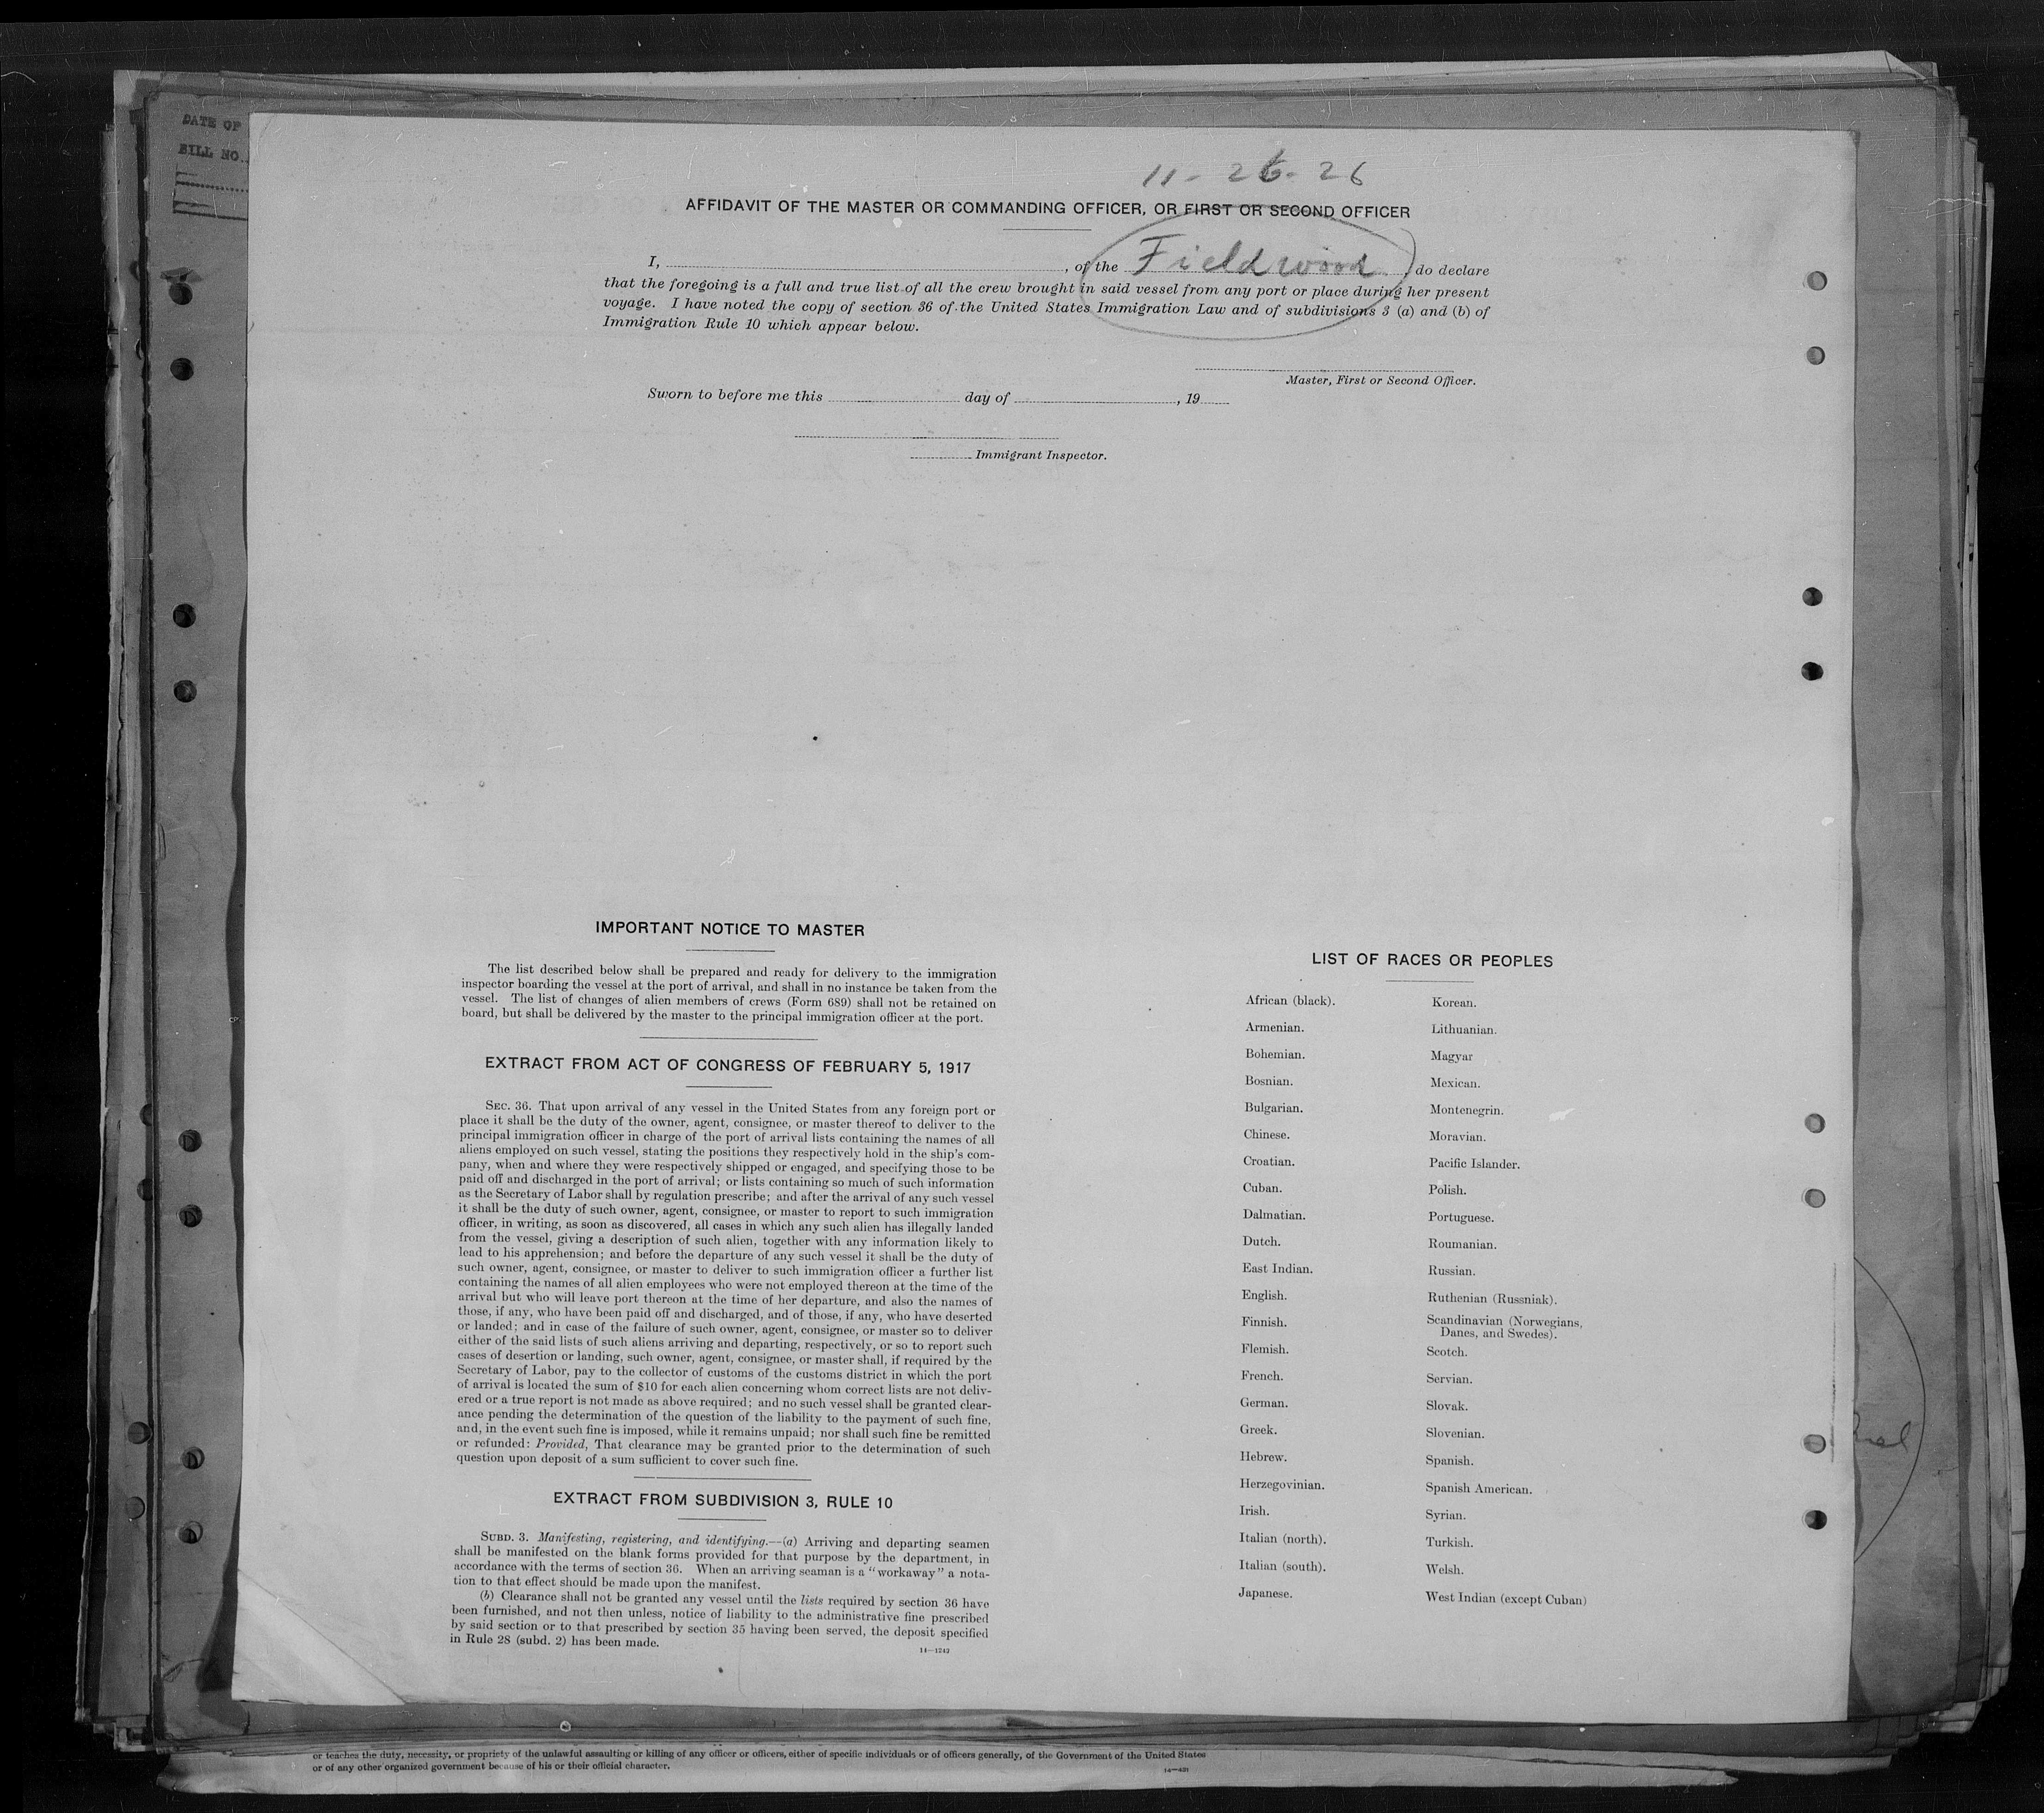 DATE OF
BILL NO.
11-26-26
AFFIDAVIT OF THE MASTER OR COMMANDING OFFICER, OR FIRST OR SECOND OFFICER
I, , of the Fieldwood, do declare
that the foregoing is a full and true list of all the crew brought in said vessel from any port or place during her present
voyage. I have noted the copy of section 36 of the United States Immigration Law and of subdivisions 3 (a) and (b) of
Immigration Rule 10 which appear below.
Master, First or Second Officer.
Sworn to before me this day of , 19
Immigrant Inspector.
IMPORTANT NOTICE TO MASTER
The list described below shall be prepared and ready for delivery to the immigration
inspector boarding the vessel at the port of arrival, and shall in no instance be taken from the
vessel. The list of changes of alien members of crews (Form 689) shall not be retained on
board, but shall be delivered by the master to the principal immigration officer at the port.
EXTRACT FROM ACT OF CONGRESS OF FEBRUARY 5, 1917
SEC. 36. That upon arrival of any vessel in the United States from any foreign port or
place it shall be the duty of the owner, agent, consignee, or master thereof to deliver to the
principal immigration officer in charge of the port of arrival lists containing the names of all
aliens employed on such vessel, stating the positions they respectively hold in the ship's com-
pany, when and where they were respectively shipped or engaged, and specifying those to be
paid off and discharged in the port of arrival; or lists containing so much of such information
as the Secretary of Labor shall by regulation prescribe; and after the arrival of any such vessel
it shall be the duty of such owner, agent, consignee, or master to report to such immigration
officer, in writing, as soon as discovered, all cases in which any such alien has illegally landed
from the vessel, giving a description of such alien, together with any information likely to
lead to his apprehension; and before the departure of any such vessel it shall be the duty of
such owner, agent, consignee, or master to deliver to such immigration officer a further list
containing the names of all alien employees who were not employed thereon at the time of the
arrival but who will leave port thereon at the time of her departure, and also the names of
those, if any, who have been paid off and discharged, and of those, if any, who have deserted
or landed; and in case of the failure of such owner, agent, consignee, or master so to deliver
either of the said lists of such aliens arriving and departing, respectively, or so to report such
cases of desertion or landing, such owner, agent, consignee, or master shall, if required by the
Secretary of Labor, pay to the collector of customs of the customs district in which the port
of arrival is located the sum of $10 for each alien concerning whom correct lists are not deliv-
ered or a true report is not made as above required; and no such vessel shall be granted clear-
ance pending the determination of the question of the liability to the payment of such fine,
and, in the event such fine is imposed, while it remains unpaid; nor shall such fine be remitted
or refunded: Provided, That clearance may be granted prior to the determination of such
question upon deposit of a sum sufficient to cover such fine.
EXTRACT FROM SUBDIVISION 3, RULE 10
SUBD. 3. Manifesting, registering, and identifying.—(a) Arriving and departing seamen
shall be manifested on the blank forms provided for that purpose by the department, in
accordance with the terms of section 36. When an arriving seaman is a "workaway" a nota-
tion to that effect should be made upon the manifest.
(b) Clearance shall not be granted any vessel until the lists required by section 36 have
been furnished, and not then unless, notice of liability to the administrative fine prescribed
by said section or to that prescribed by section 35 having been served, the deposit specified
in Rule 28 (subd. 2) has been made.
14—1242
LIST OF RACES OR PEOPLES
African (black).
Armenian.
Bohemian.
Bosnian.
Bulgarian.
Chinese.
Croatian.
Cuban.
Dalmatian.
Dutch.
East Indian.
English.
Finnish.
Flemish.
French.
German.
Greek.
Hebrew.
Herzegovinian.
Irish.
Italian (north).
Italian (south).
Japanese.
Korean.
Lithuanian.
Magyar
Mexican.
Montenegrin.
Moravian.
Pacific Islander.
Polish.
Portuguese.
Roumanian.
Russian.
Ruthenian (Russniak).
Scandinavian (Norwegians,
Danes, and Swedes).
Scotch.
Servian.
Slovak.
Slovenian.
Spanish.
Spanish American.
Syrian.
Turkish.
Welsh.
West Indian (except Cuban)
or teaches the duty, necessity, or propriety of the unlawful assaulting or killing of any officer or officers, either of specific individuals or of officers generally, of the Government of the United States
or of any other organized government because of his or their official character.
14—421